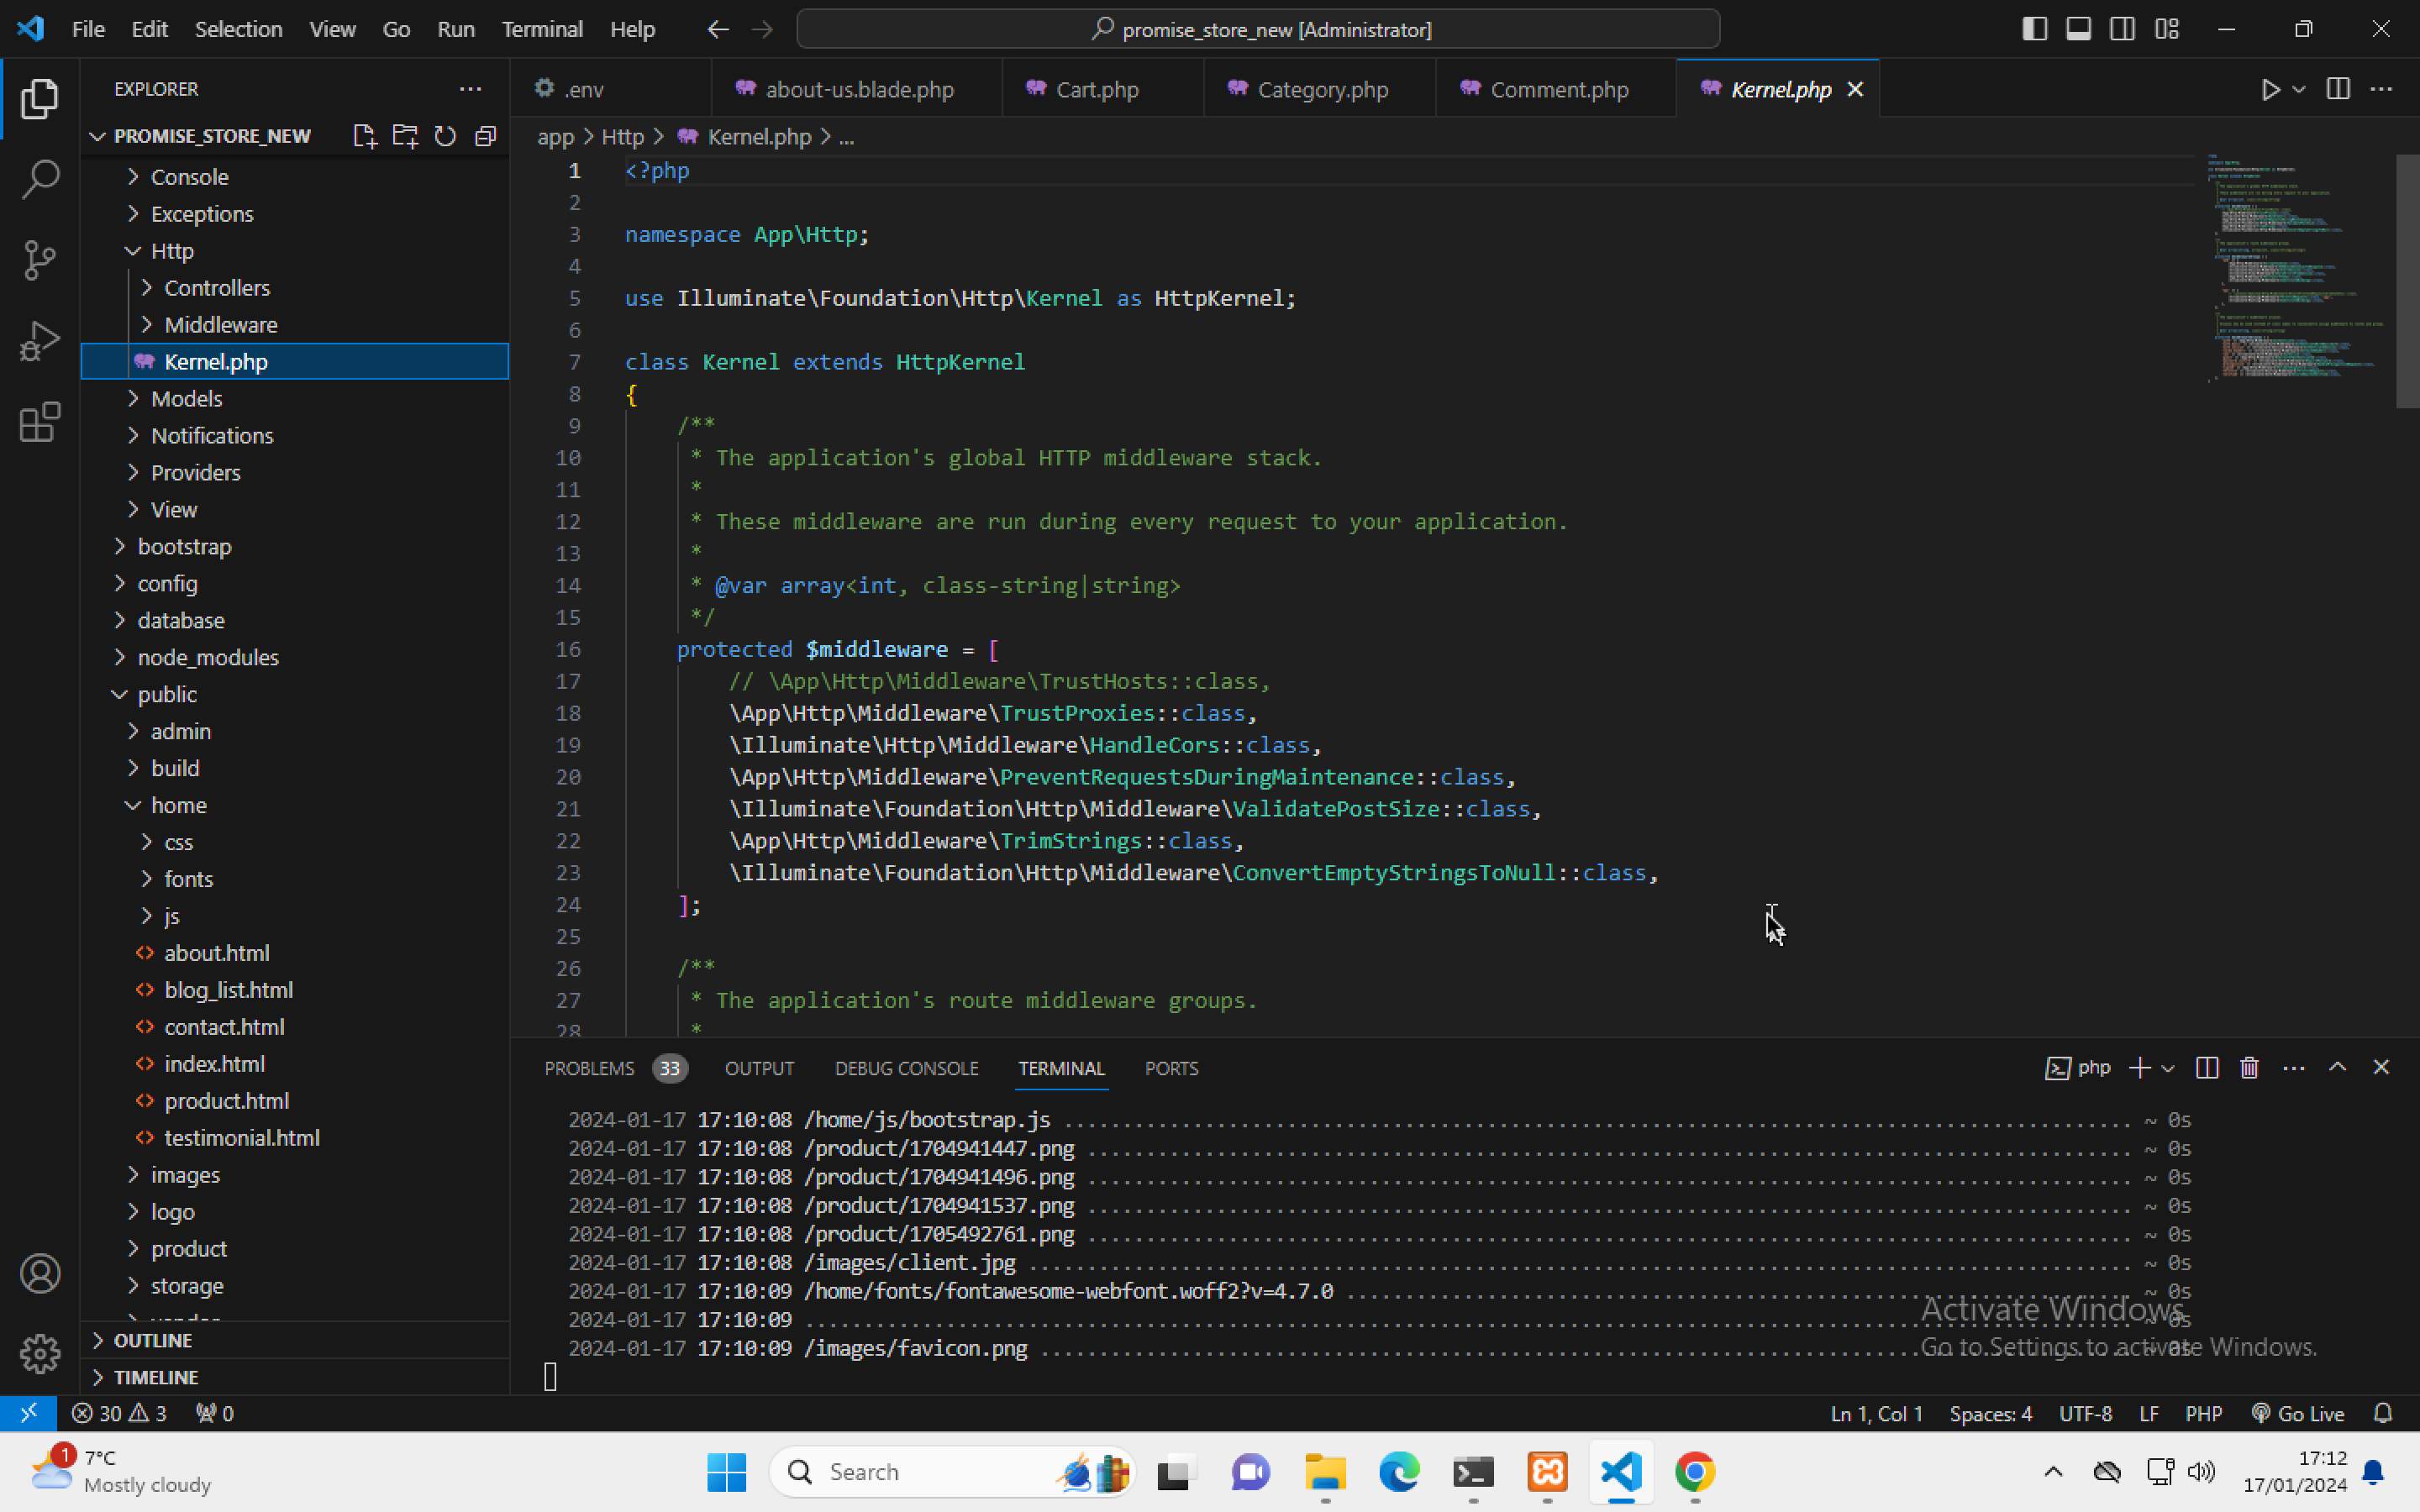 File Edit Selection View Go Run Terminal Help
promise_store_new [Administrator]
EXPLORER
.env
about-us.blade.php
Cart.php
Category.php
Comment.php
Kernel.php
PROMISE_STORE_NEW
app > Http > Kernel.php > ...
Console
Exceptions
Http
Controllers
Middleware
Kernel.php
Models
Notifications
Providers
View
bootstrap
config
database
node_modules
public
admin
build
home
css
fonts
js
about.html
blog_list.html
contact.html
index.html
product.html
testimonial.html
images
logo
product
storage
OUTLINE
TIMELINE
1 <?php
2
3 namespace App\Http;
4
5 use Illuminate\Foundation\Http\Kernel as HttpKernel;
6
7 class Kernel extends HttpKernel
8 {
9 /**
10 * The application's global HTTP middleware stack.
11 *
12 * These middleware are run during every request to your application.
13 *
14 * @var array<int, class-string|string>
15 */
16 protected $middleware = [
17 // \App\Http\Middleware\TrustHosts::class,
18 \App\Http\Middleware\TrustProxies::class,
19 \Illuminate\Http\Middleware\HandleCors::class,
20 \App\Http\Middleware\PreventRequestsDuringMaintenance::class,
21 \Illuminate\Foundation\Http\Middleware\ValidatePostSize::class,
22 \App\Http\Middleware\TrimStrings::class,
23 \Illuminate\Foundation\Http\Middleware\ConvertEmptyStringsToNull::class,
24 ];
25
26 /**
27 * The application's route middleware groups.
28 *
PROBLEMS 33 OUTPUT DEBUG CONSOLE TERMINAL PORTS
php
2024-01-17 17:10:08 /home/js/bootstrap.js ~ 0s
2024-01-17 17:10:08 /product/1704941447.png ~ 0s
2024-01-17 17:10:08 /product/1704941496.png ~ 0s
2024-01-17 17:10:08 /product/1704941537.png ~ 0s
2024-01-17 17:10:08 /product/1705492761.png ~ 0s
2024-01-17 17:10:08 /images/client.jpg ~ 0s
2024-01-17 17:10:09 /home/fonts/fontawesome-webfont.woff2?v=4.7.0 ~ 0s
2024-01-17 17:10:09 ~ 0s
2024-01-17 17:10:09 /images/favicon.png ~ 0s
Activate Windows
Go to Settings to activate Windows.
30 3 0
Ln 1, Col 1 Spaces: 4 UTF-8 LF PHP Go Live
1
7°C
Mostly cloudy
Search
17:12
17/01/2024